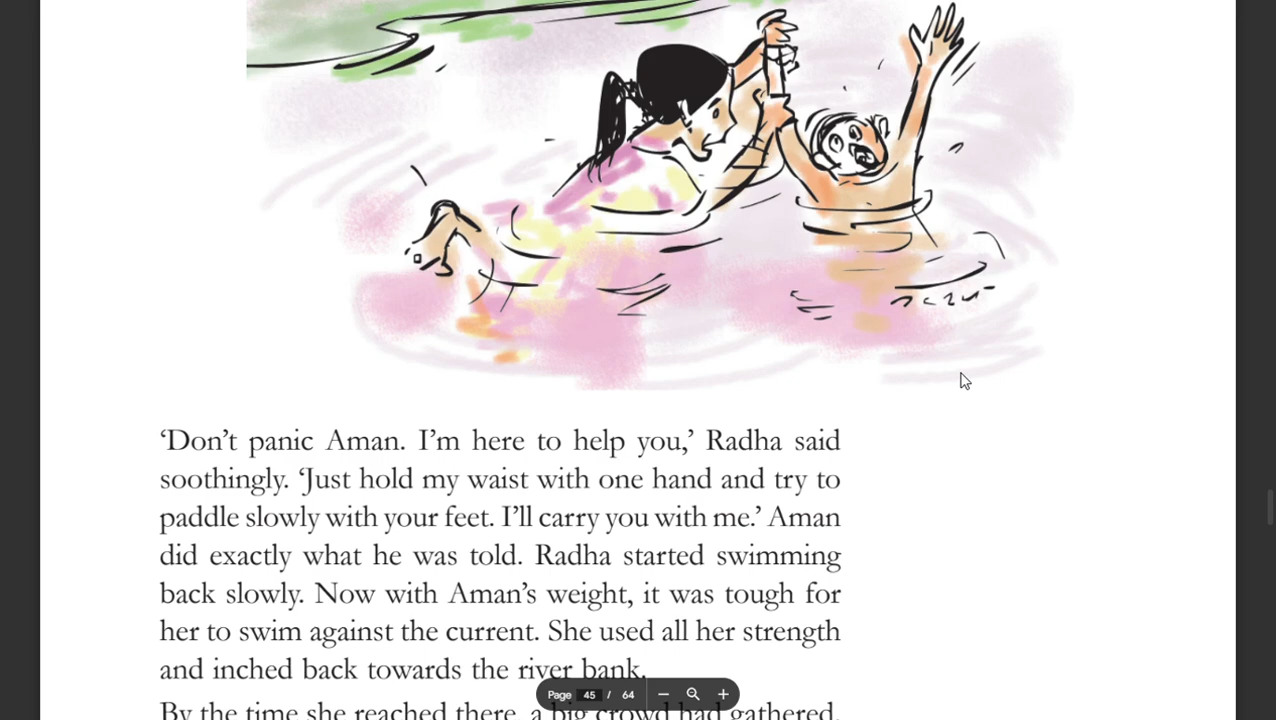 ‘Don’t panic Aman. I’m here to help you,’ Radha said
soothingly. ‘Just hold my waist with one hand and try to
paddle slowly with your feet. I’ll carry you with me.’ Aman
did exactly what he was told. Radha started swimming
back slowly. Now with Aman’s weight, it was tough for
her to swim against the current. She used all her strength
and inched back towards the river bank.
Page 45 / 64
By the time she reached there, a big crowd had gathered.